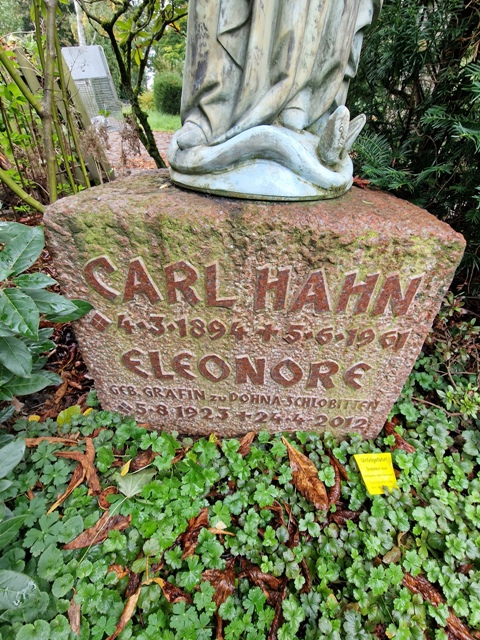 CARL HAHN
*4·3·1894 + 5·6·1961
ELEONORE
GEB. GRÄFIN zu DOHNA-SCHLOBITTEN
*5·8·1923 + 24·4·2012